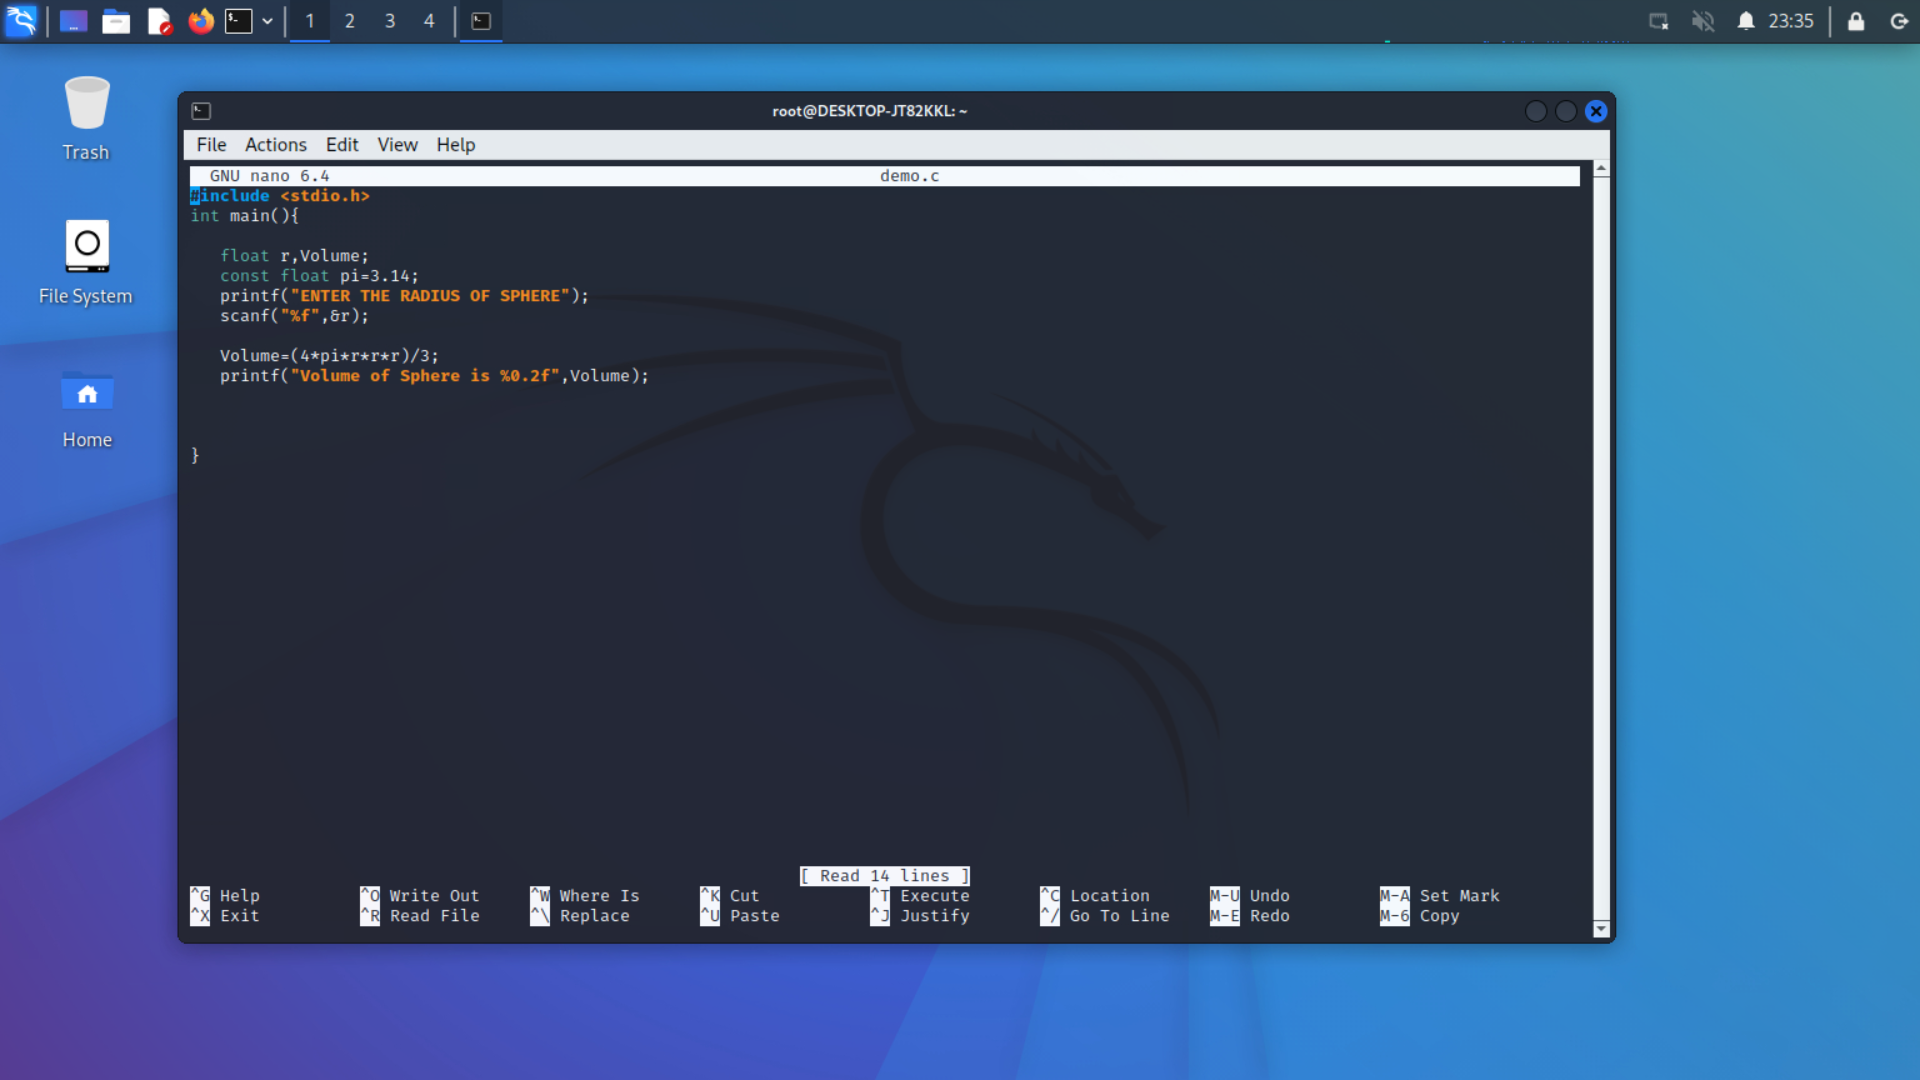 1 2 3 4 23:35
Trash
File System
Home
root@DESKTOP-JT82KKL: ~
File Actions Edit View Help
GNU nano 6.4 demo.c
#include <stdio.h>
int main(){
float r,Volume;
const float pi=3.14;
printf("ENTER THE RADIUS OF SPHERE");
scanf("%f",&r);
Volume=(4*pi*r*r*r)/3;
printf("Volume of Sphere is %0.2f",Volume);
}
[ Read 14 lines ]
^G Help ^O Write Out ^W Where Is ^K Cut ^T Execute ^C Location M-U Undo M-A Set Mark
^X Exit ^R Read File ^\ Replace ^U Paste ^J Justify ^/ Go To Line M-E Redo M-6 Copy